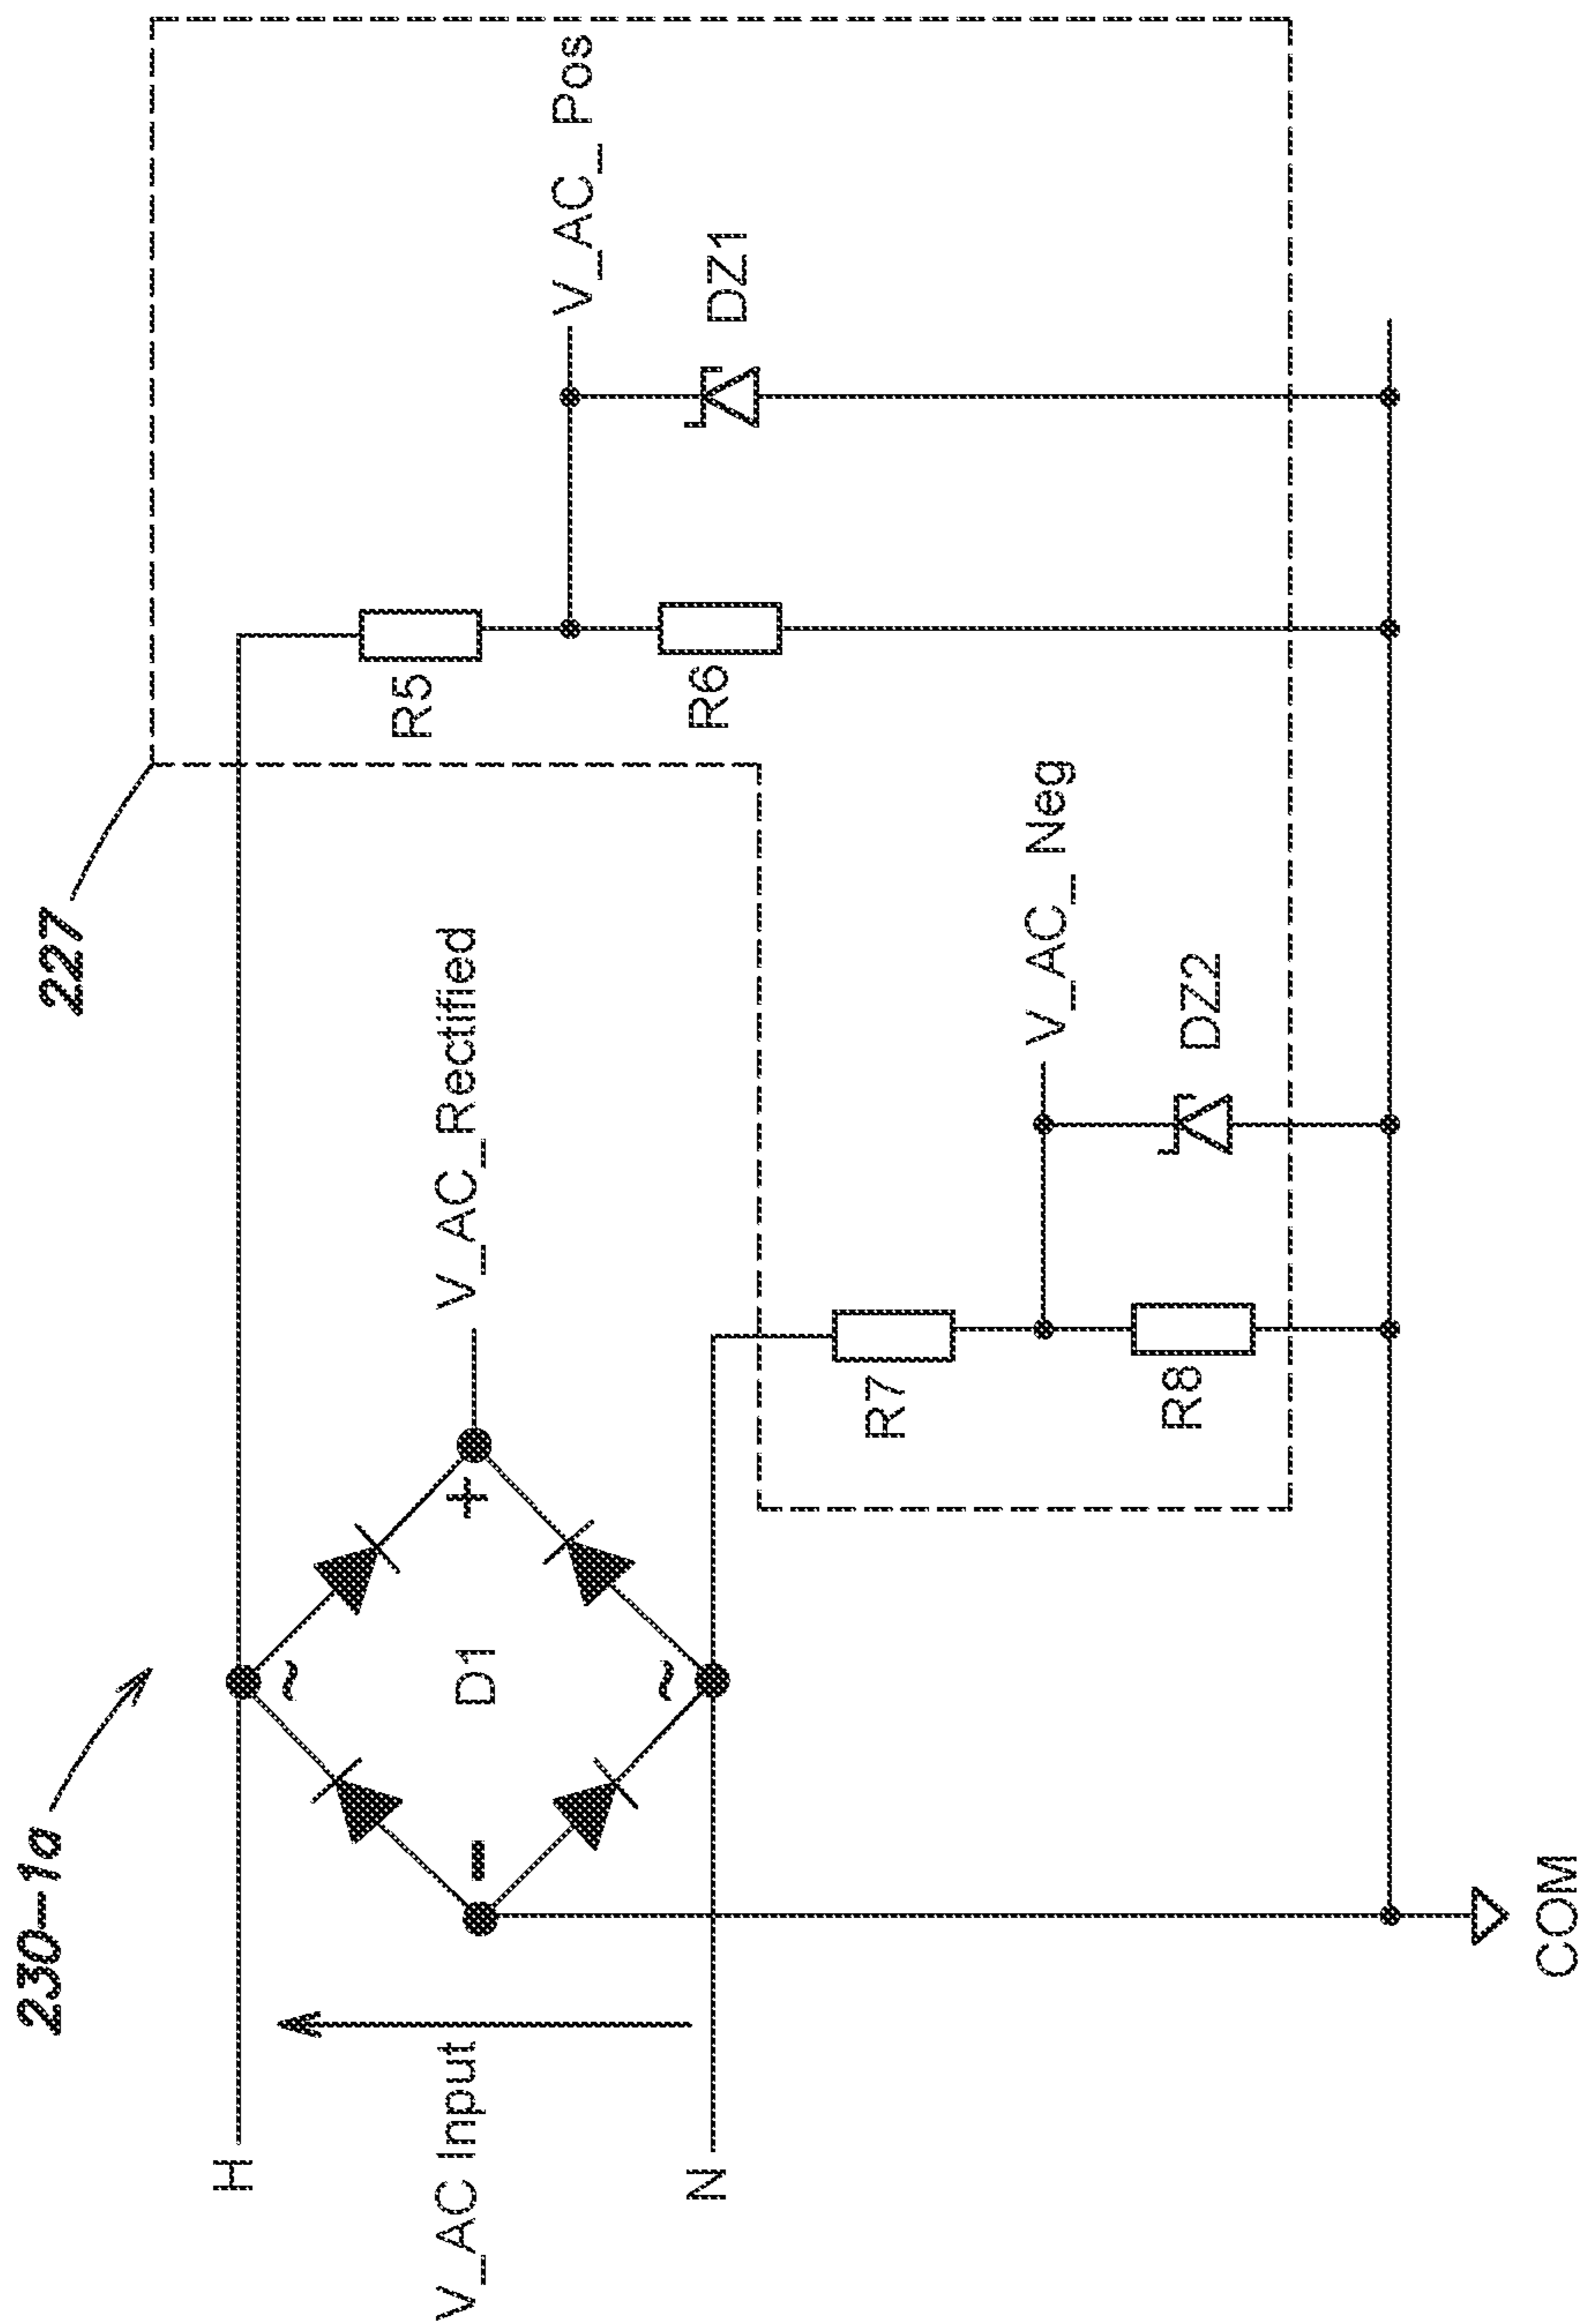 230-1a
227
H
V_AC Input
N
D1
~
~
+
-
V_AC_Rectified
R5
R6
V_AC_Pos
DZ1
R7
R8
V_AC_Neg
DZ2
COM